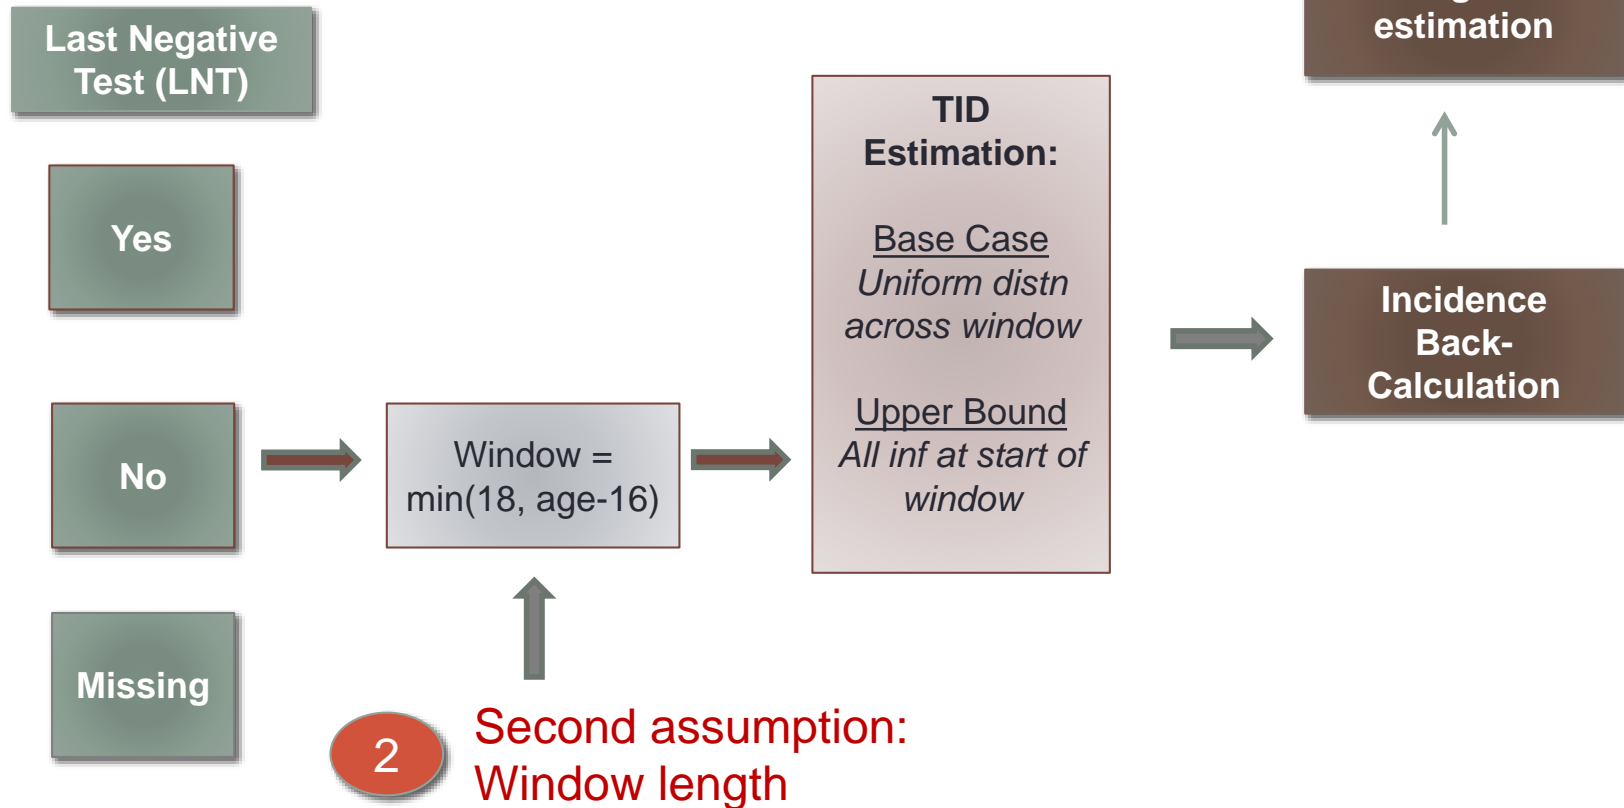 Last Negative
Test (LNT)
Yes
No
Missing
Window =
min(18, age-16)
2
Second assumption:
Window length
TID
Estimation:
Base Case
Uniform distn
across window
Upper Bound
All inf at start of
window
estimation
Incidence
Back-
Calculation